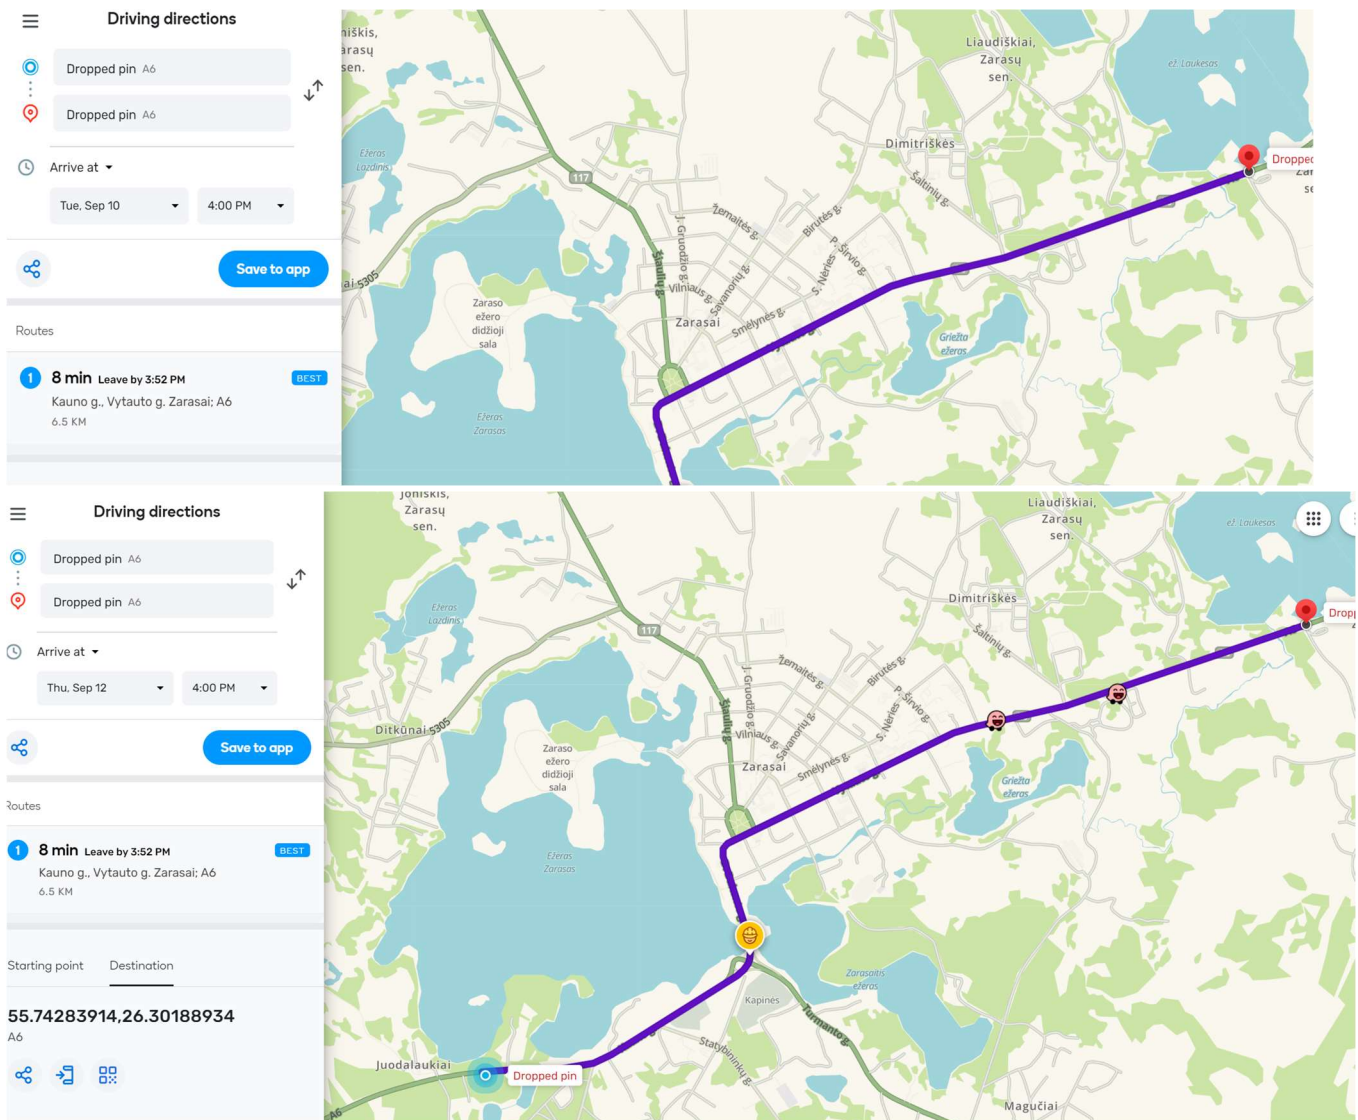 Driving directions
Dropped pin A6
Dropped pin A6
Arrive at
Tue, Sep 10
4:00 PM
Save to app
Routes
1 8 min Leave by 3:52 PM BEST
Kauno g., Vytauto g. Zarasai; A6
6.5 KM
sen.
Ežeras
Lazdinis
117
5305
Zaraso
ežero
didžioji
sala
Ežeras
Zarasas
Šiaulių g.
J. Gruodžio g.
Vilniaus g.
Savanorių g.
Žemaitės g.
Birutės g.
P. Širvio g.
S. Nėries g.
Smėlynės g.
Zarasai
Šaltinių g.
Dimitriškės
Liaudiškiai,
Zarasų
sen.
ež. Laukesas
Griežta
ežeras
Driving directions
Dropped pin A6
Dropped pin A6
Arrive at
Thu, Sep 12
4:00 PM
Save to app
Routes
1 8 min Leave by 3:52 PM BEST
Kauno g., Vytauto g. Zarasai; A6
6.5 KM
Starting point Destination
55.74283914,26.30188934
A6
Joniškis,
Zarasų
sen.
Ežeras
Lazdinis
117
Ditkūnai 5305
Zaraso
ežero
didžioji
sala
Ežeras
Zarasas
Šiaulių g.
J. Gruodžio g.
Vilniaus g.
Savanorių g.
Žemaitės g.
Birutės g.
P. Širvio g.
S. Nėries g.
Smėlynės g.
Zarasai
Šaltinių g.
Dimitriškės
Liaudiškiai,
Zarasų
sen.
ež. Laukesas
Griežta
ežeras
Zarasaitis
ežeras
Kapinės
Turmanto g.
Statybininkų g.
Juodalaukiai
Dropped pin
A6
Magučiai